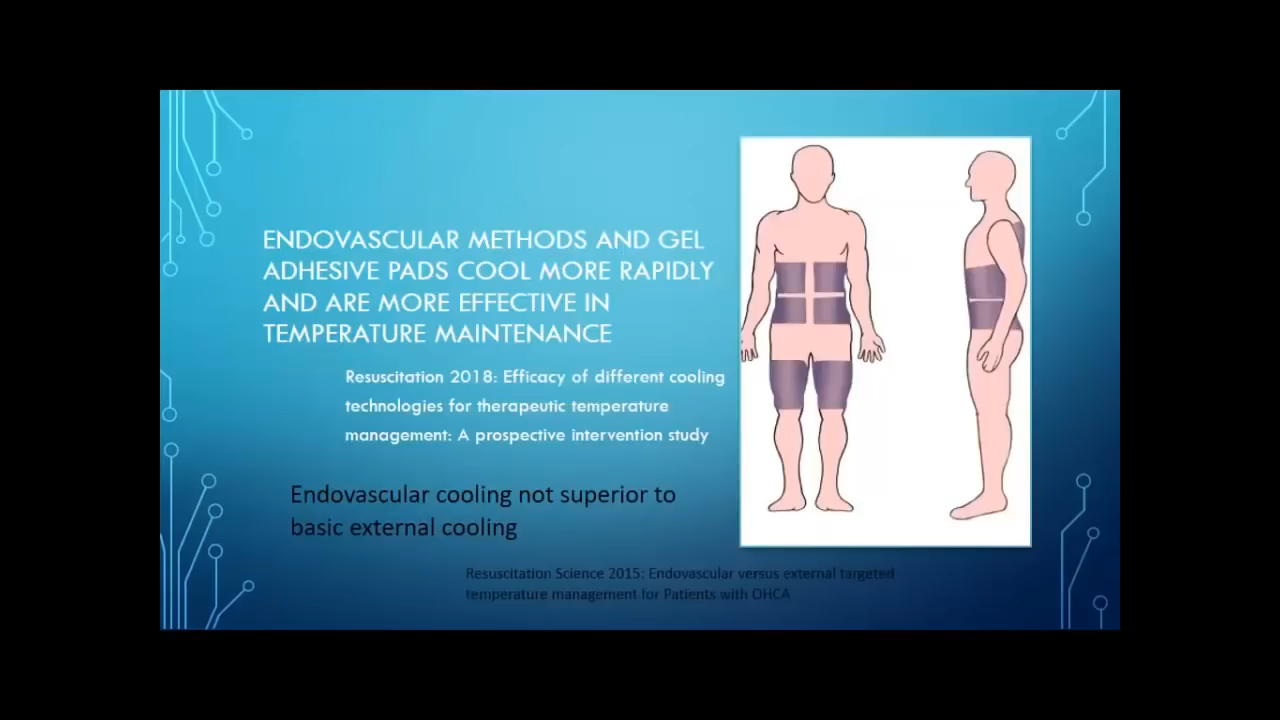 ENDOVASCULAR METHODS AND GEL
ADHESIVE PADS COOL MORE RAPIDLY
AND ARE MORE EFFECTIVE IN
TEMPERATURE MAINTENANCE
Resuscitation 2018: Efficacy of different cooling
technologies for therapeutic temperature
management: A prospective intervention study
Endovascular cooling not superior to
basic external cooling
Resuscitation Science 2015: Endovascular versus external targeted
temperature management for Patients with OHCA